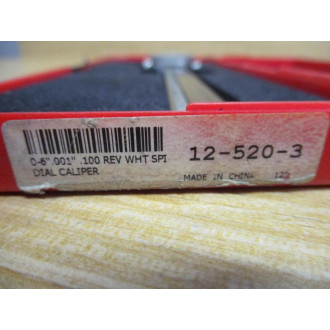 0-6" .001" .100 REV WHT SPI
DIAL CALIPER
12-520-3
MADE IN CHINA